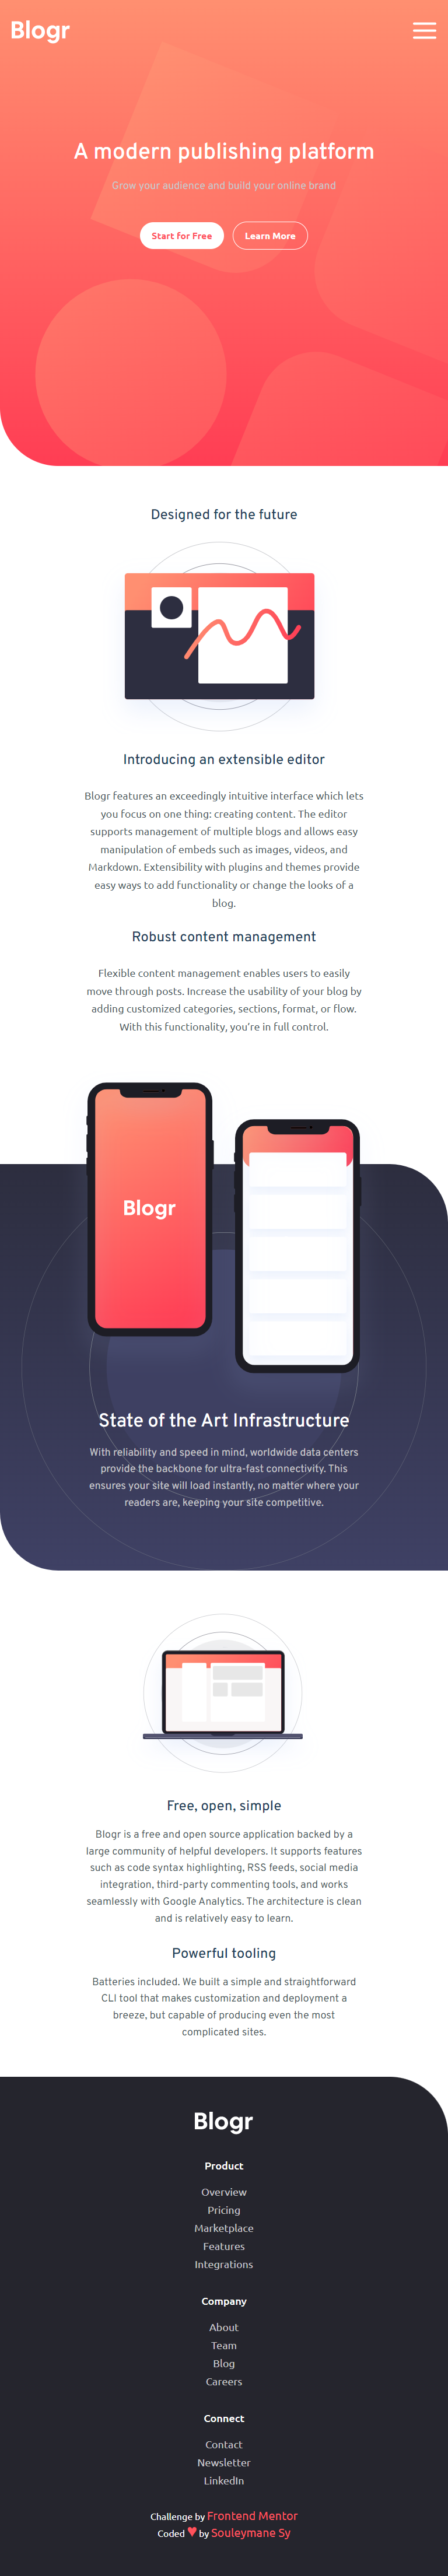 Blogr
A modern publishing platform
Grow your audience and build your online brand
Start for Free
Learn More
Designed for the future
Introducing an extensible editor
Blogr features an exceedingly intuitive interface which lets
you focus on one thing: creating content. The editor
supports management of multiple blogs and allows easy
manipulation of embeds such as images, videos, and
Markdown. Extensibility with plugins and themes provide
easy ways to add functionality or change the looks of a
blog.
Robust content management
Flexible content management enables users to easily
move through posts. Increase the usability of your blog by
adding customized categories, sections, format, or flow.
With this functionality, you’re in full control.
Blogr
State of the Art Infrastructure
With reliability and speed in mind, worldwide data centers
provide the backbone for ultra-fast connectivity. This
ensures your site will load instantly, no matter where your
readers are, keeping your site competitive.
Free, open, simple
Blogr is a free and open source application backed by a
large community of helpful developers. It supports features
such as code syntax highlighting, RSS feeds, social media
integration, third-party commenting tools, and works
seamlessly with Google Analytics. The architecture is clean
and is relatively easy to learn.
Powerful tooling
Batteries included. We built a simple and straightforward
CLI tool that makes customization and deployment a
breeze, but capable of producing even the most
complicated sites.
Blogr
Product
Overview
Pricing
Marketplace
Features
Integrations
Company
About
Team
Blog
Careers
Connect
Contact
Newsletter
LinkedIn
Challenge by Frontend Mentor
Coded ♥ by Souleymane Sy